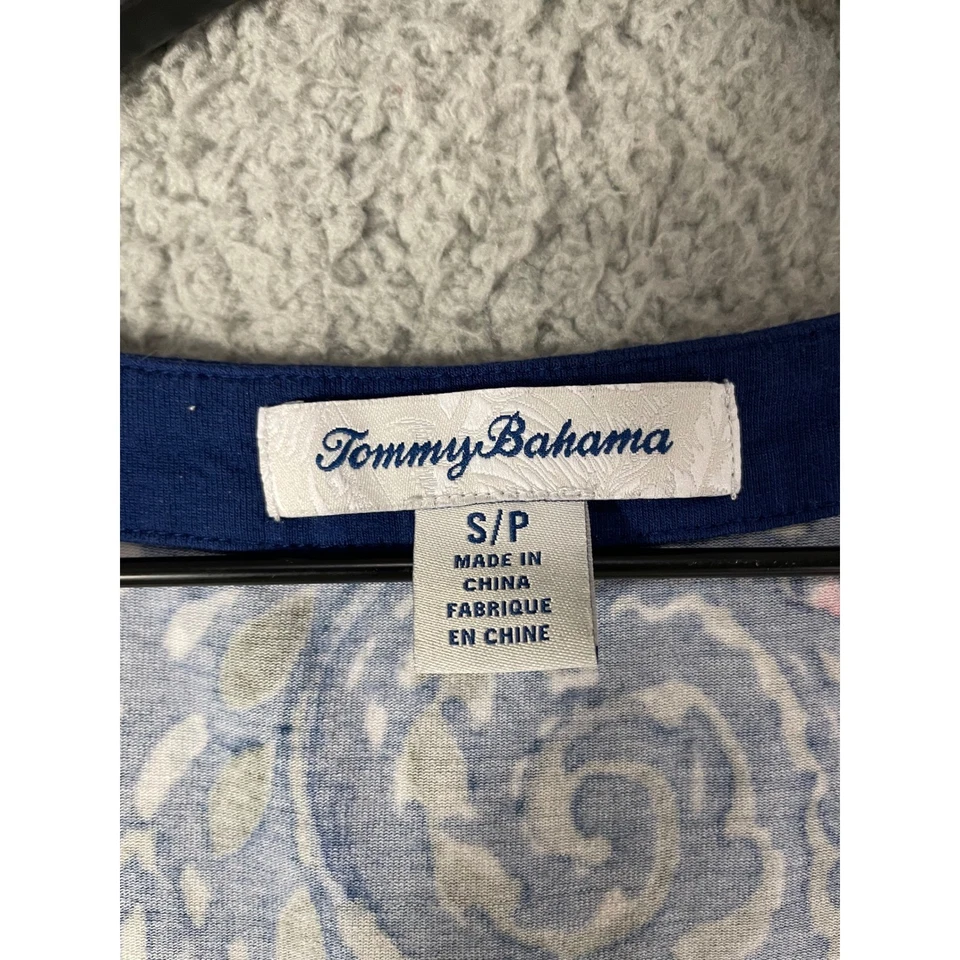 Tommy Bahama
S/P
MADE IN
CHINA
FABRIQUE
EN CHINE